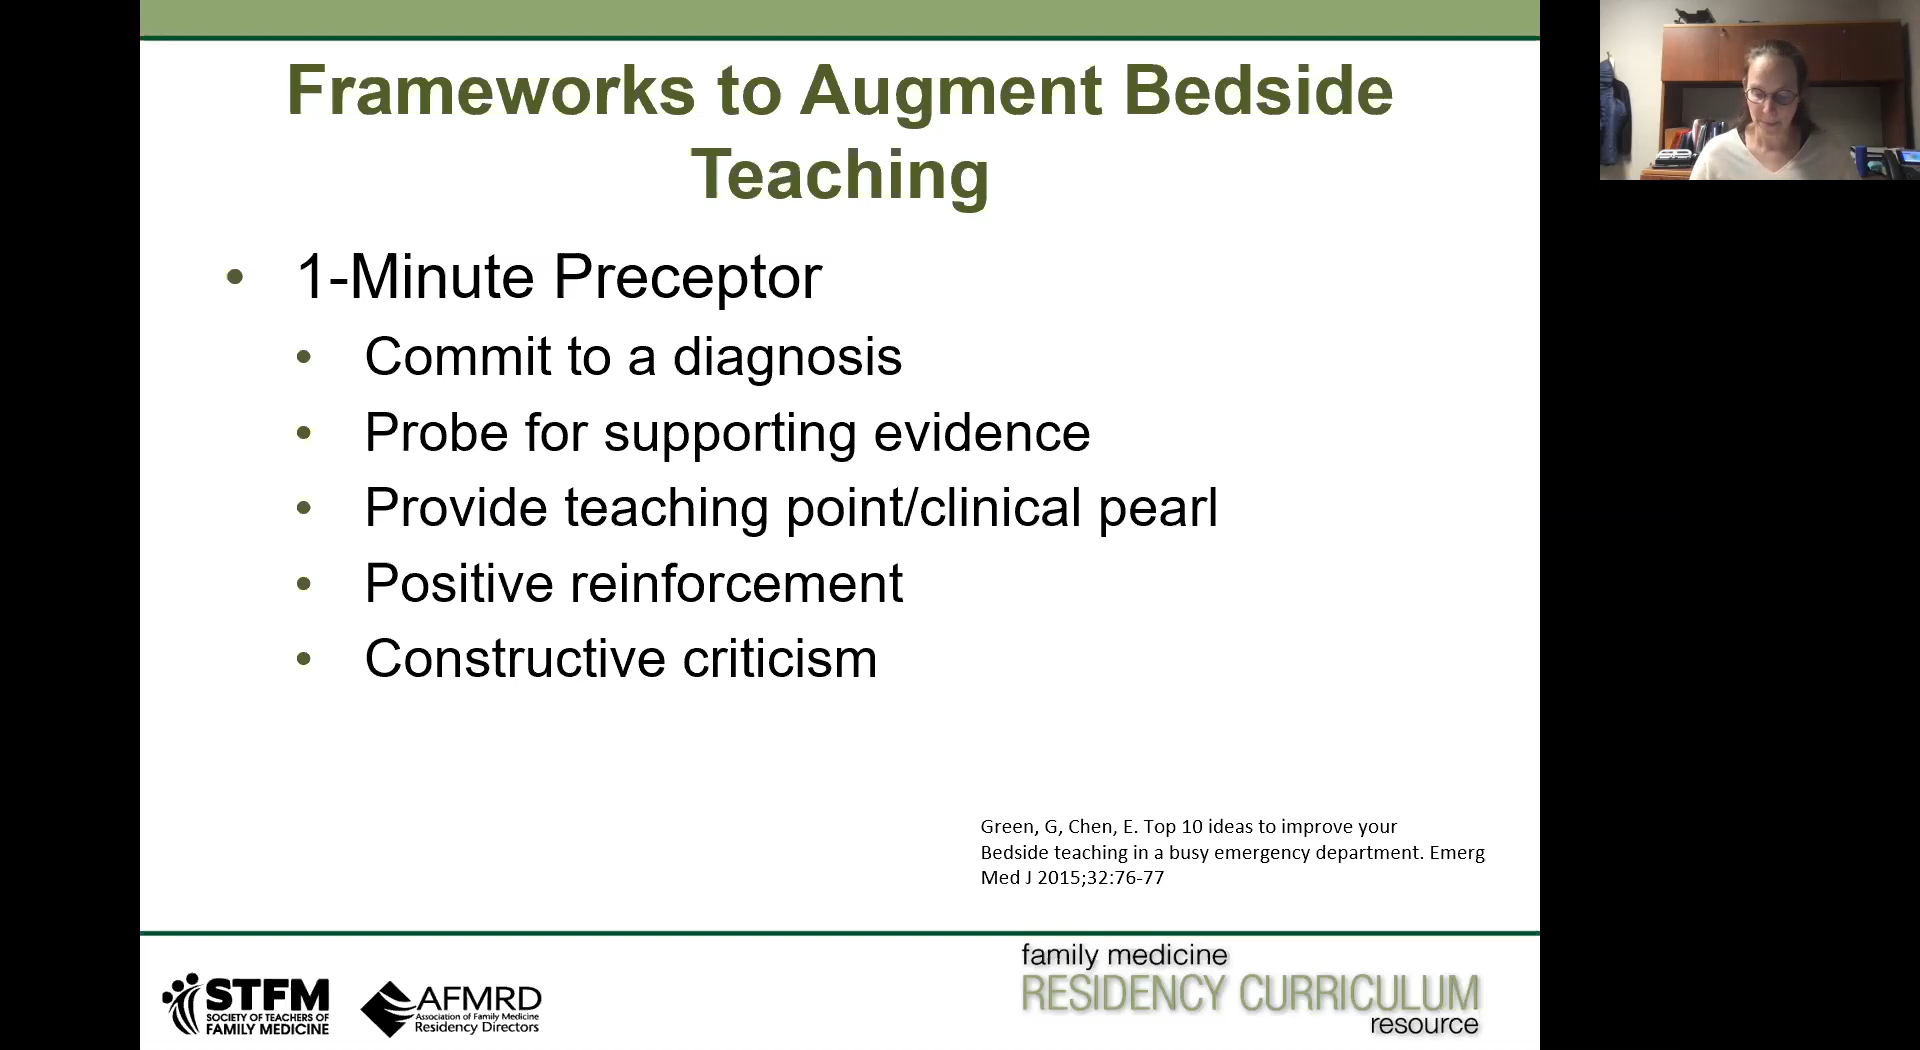 Frameworks to Augment Bedside
Teaching
• 1-Minute Preceptor
• Commit to a diagnosis
• Probe for supporting evidence
• Provide teaching point/clinical pearl
• Positive reinforcement
• Constructive criticism
Green, G, Chen, E. Top 10 ideas to improve your
Bedside teaching in a busy emergency department. Emerg
Med J 2015;32:76-77
STFM
SOCIETY OF TEACHERS OF
FAMILY MEDICINE
AFMRD
Association of Family Medicine
Residency Directors
family medicine
RESIDENCY CURRICULUM
resource